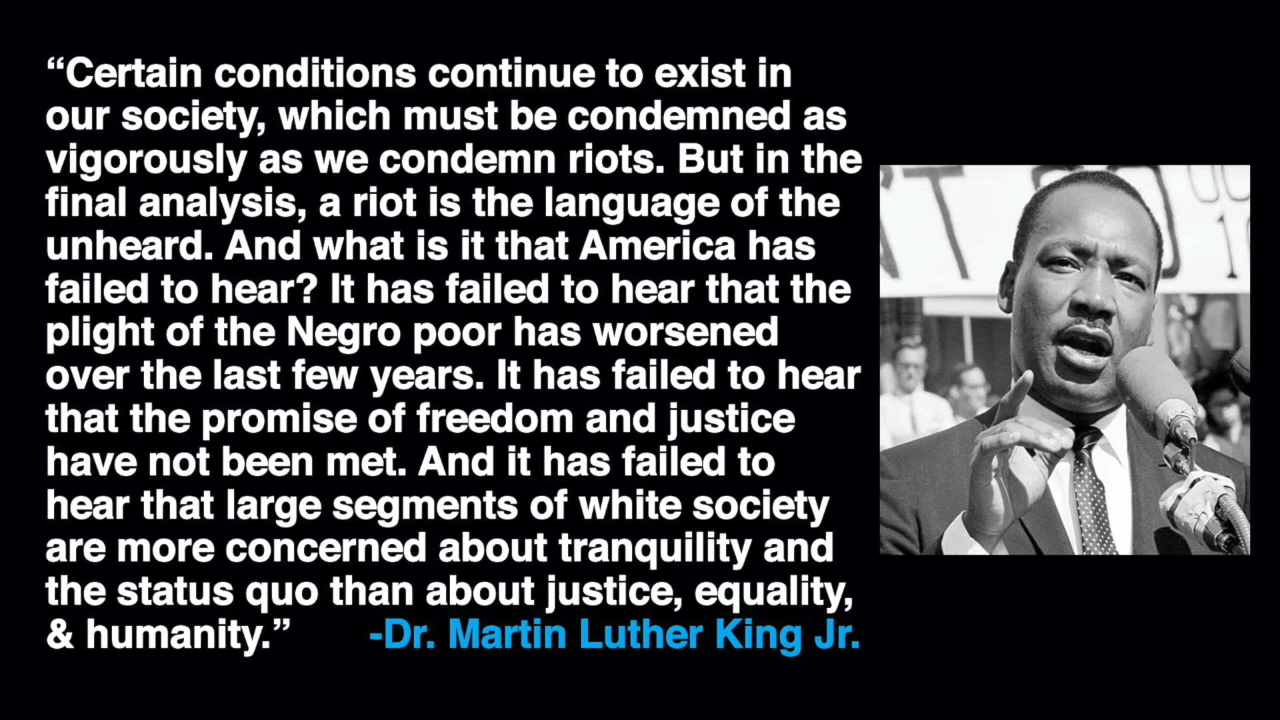 “Certain conditions continue to exist in
our society, which must be condemned as
vigorously as we condemn riots. But in the
final analysis, a riot is the language of the
unheard. And what is it that America has
failed to hear? It has failed to hear that the
plight of the Negro poor has worsened
over the last few years. It has failed to hear
that the promise of freedom and justice
have not been met. And it has failed to
hear that large segments of white society
are more concerned about tranquility and
the status quo than about justice, equality,
& humanity.” -Dr. Martin Luther King Jr.